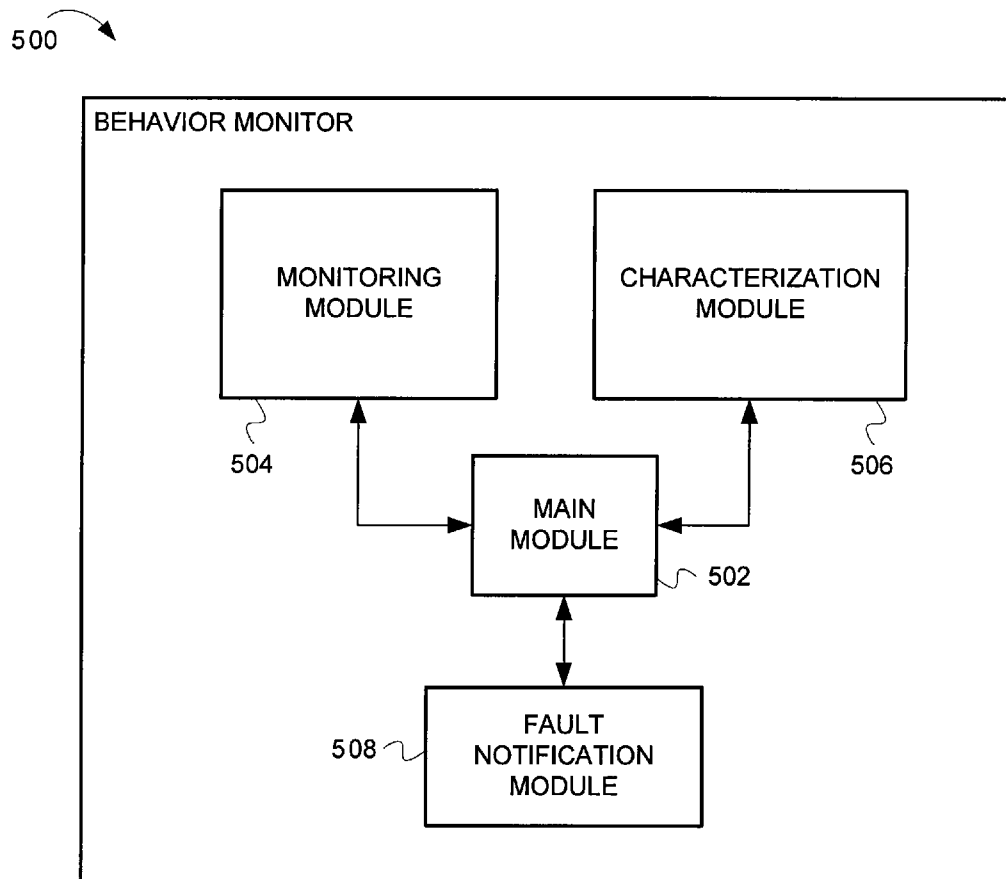 500
BEHAVIOR MONITOR
MONITORING
MODULE
CHARACTERIZATION
MODULE
504
506
MAIN
MODULE
502
FAULT
NOTIFICATION
MODULE
508